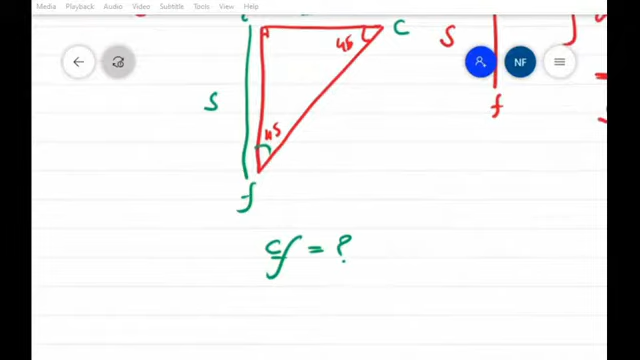 Media Playback Audio Video Subtitle Tools View Help
45 C
S
S
NF
45
f
f
cf = ?